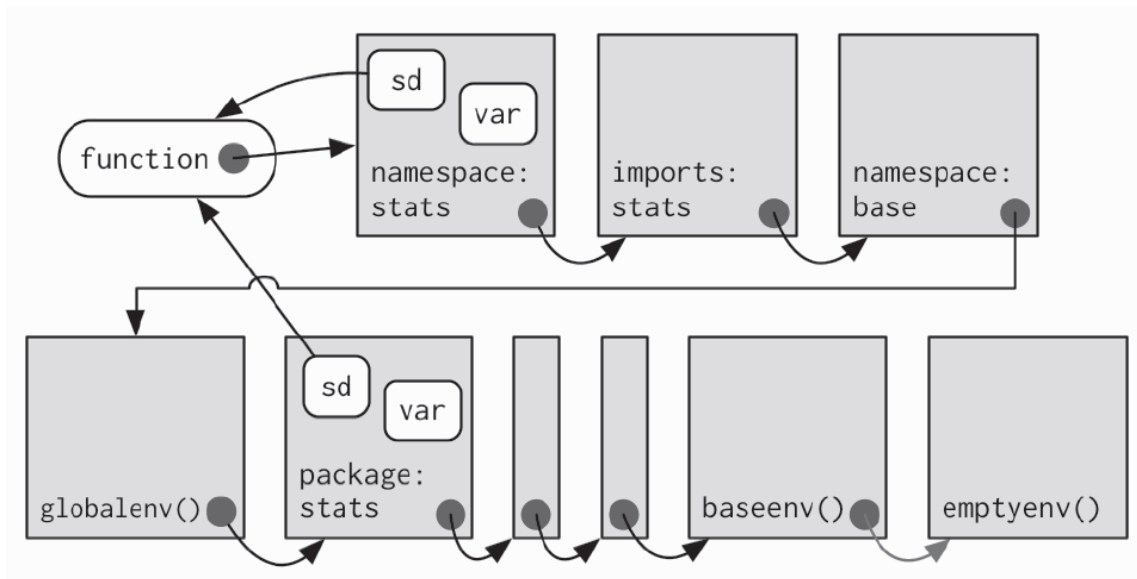 sd
var
function
namespace:
stats
imports:
stats
namespace:
base
sd
var
package:
stats
globalenv()
baseenv()
emptyenv()